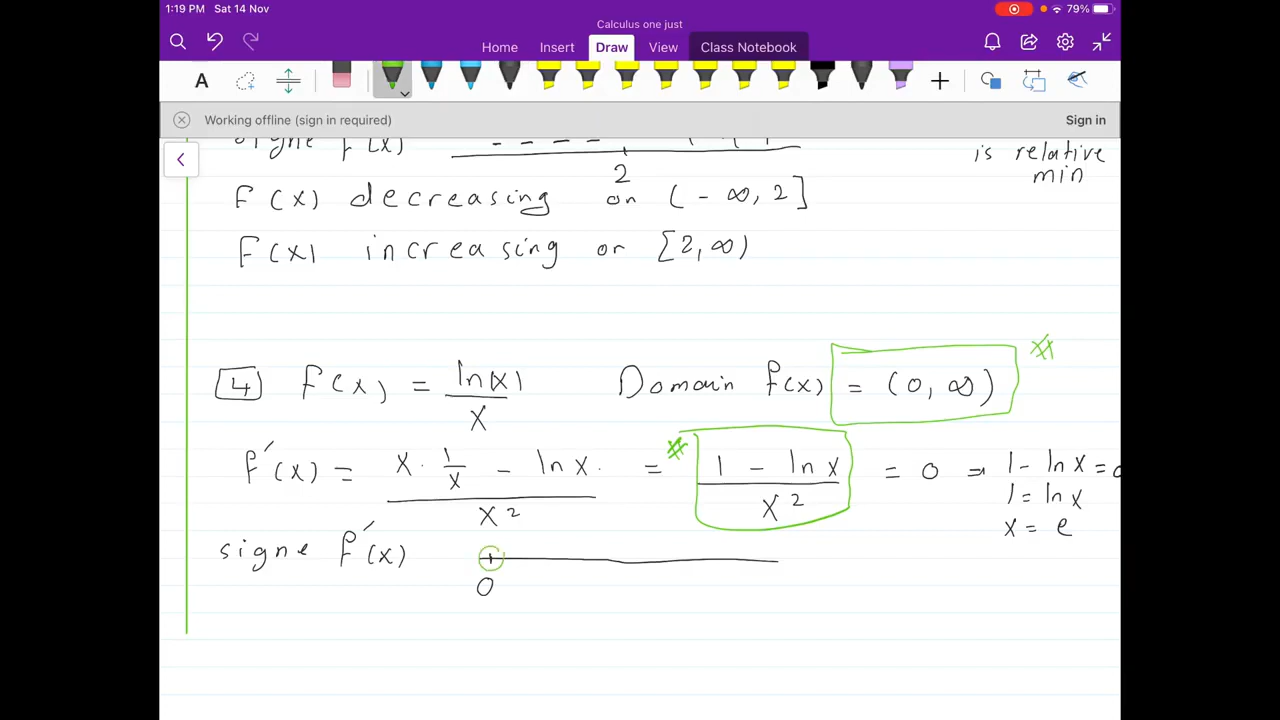 1:19 PM Sat 14 Nov
79%
Calculus one just
Home Insert Draw View Class Notebook
A
Working offline (sign in required) Sign in
signe f'(x) - - - -
2
is relative
min
F(x) decreasing on (-∞, 2]
F(x) increasing or [2, ∞)
4 F(x) = ln(x)/x Domain f(x) = (0, ∞)
f'(x) = (x · 1/x - ln x ·)/x² = (1 - ln x)/x² = 0 ⇒ 1 - ln x = 0
1 = ln x
x = e
signe f'(x)
0